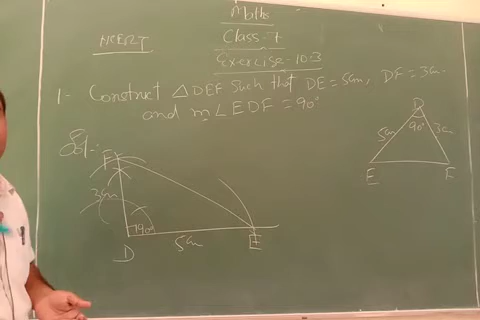 Maths
NCERT
Class-7
Exercise-10.3
1- Construct △DEF such that DE=5cm, DF=3cm
and m∠EDF=90°
Sol:-
D
5cm
90°
3cm
E
F
F
3cm
90°
D
5cm
E